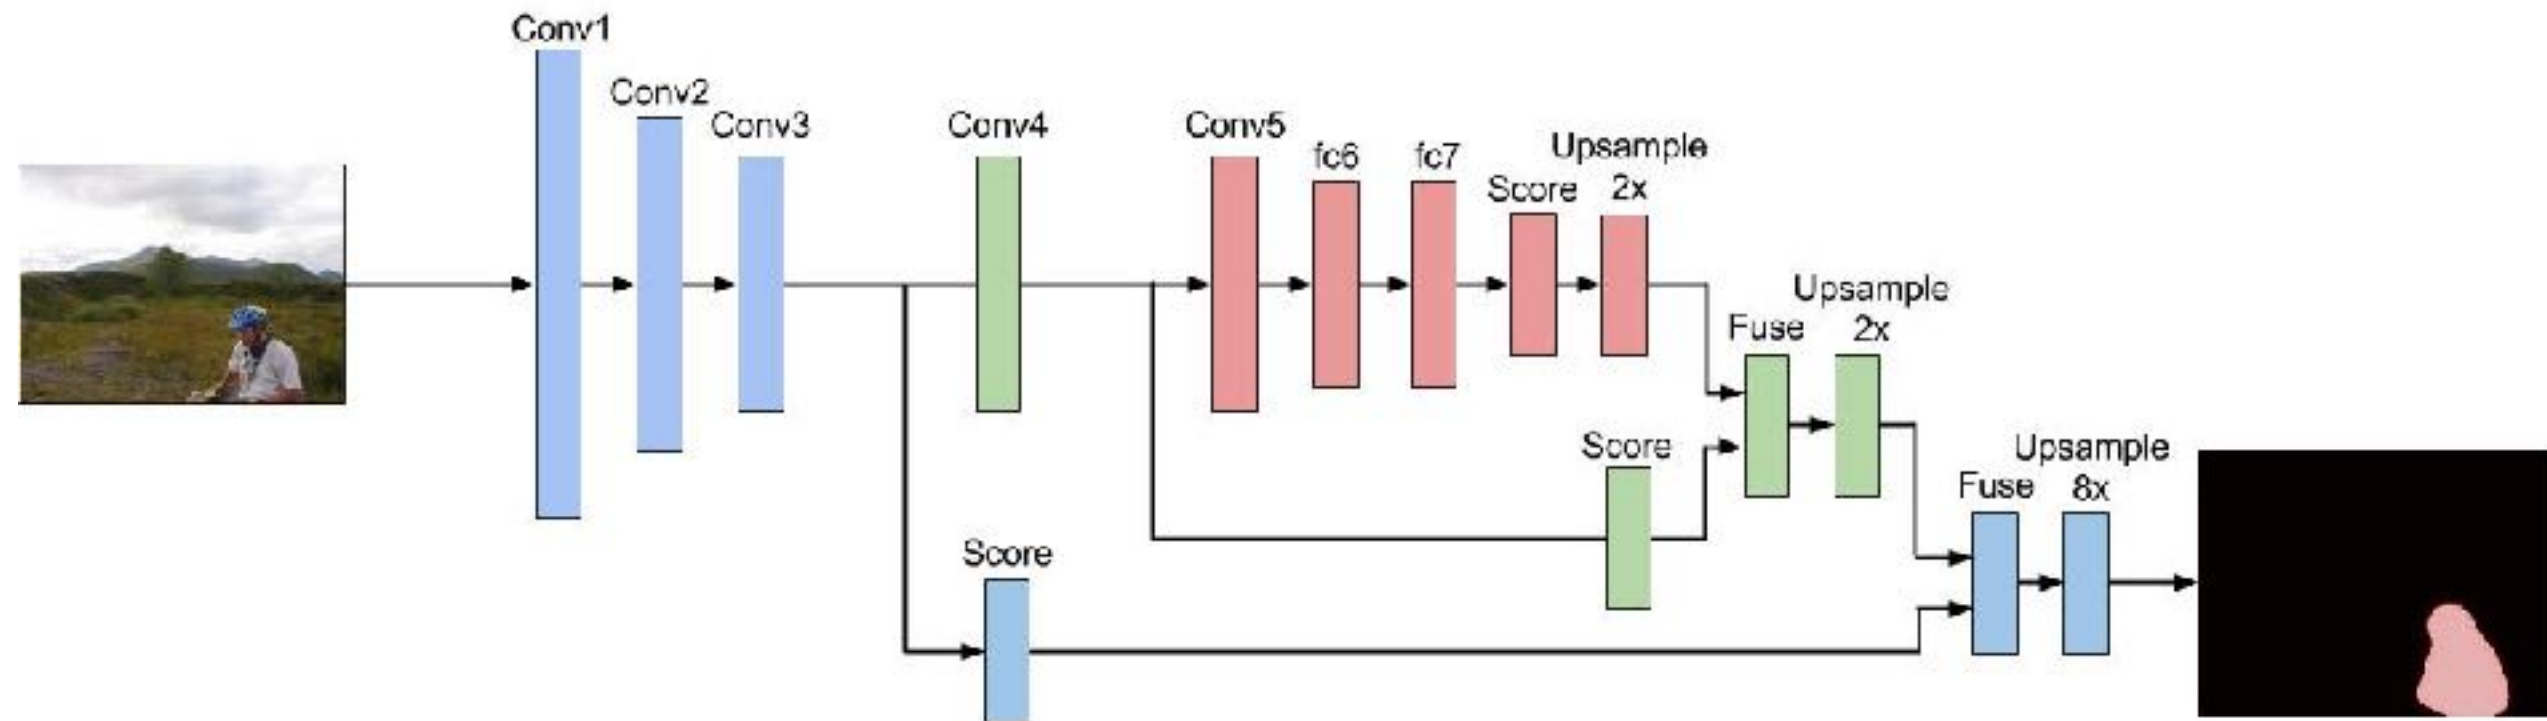 Conv1
Conv2
Conv3
Conv4
Conv5
fc6
fc7
Score
Upsample
2x
Fuse
Upsample
2x
Score
Fuse
Upsample
8x
Score